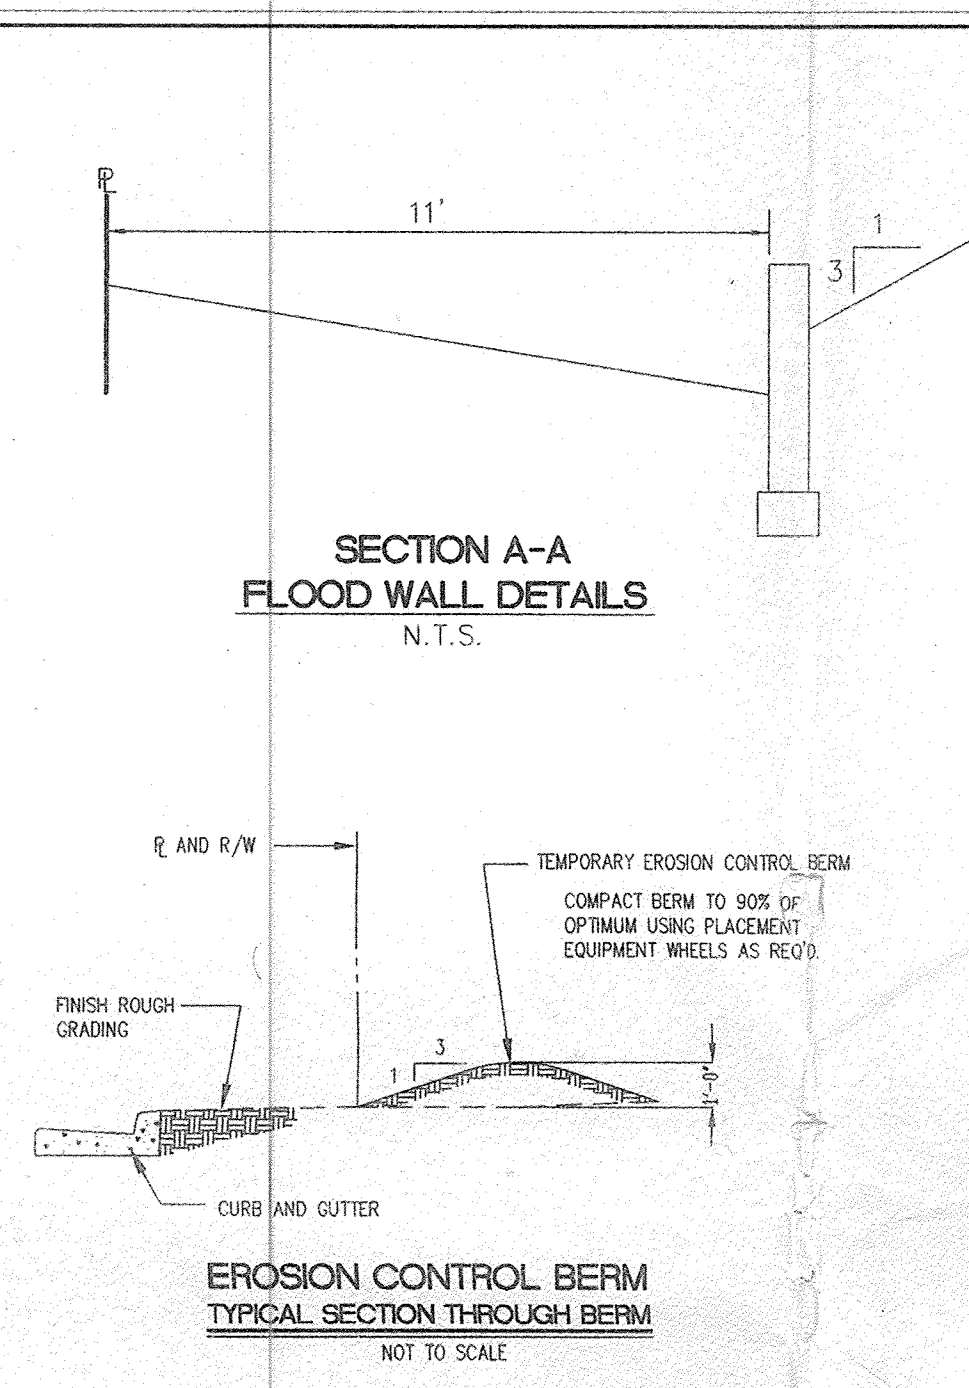 PL
11'
1
3
SECTION A-A
FLOOD WALL DETAILS
N.T.S.
PL AND R/W
TEMPORARY EROSION CONTROL BERM
COMPACT BERM TO 90% OF
OPTIMUM USING PLACEMENT
EQUIPMENT WHEELS AS REQ'D.
FINISH ROUGH
GRADING
3
1
1'-0"
CURB AND GUTTER
EROSION CONTROL BERM
TYPICAL SECTION THROUGH BERM
NOT TO SCALE